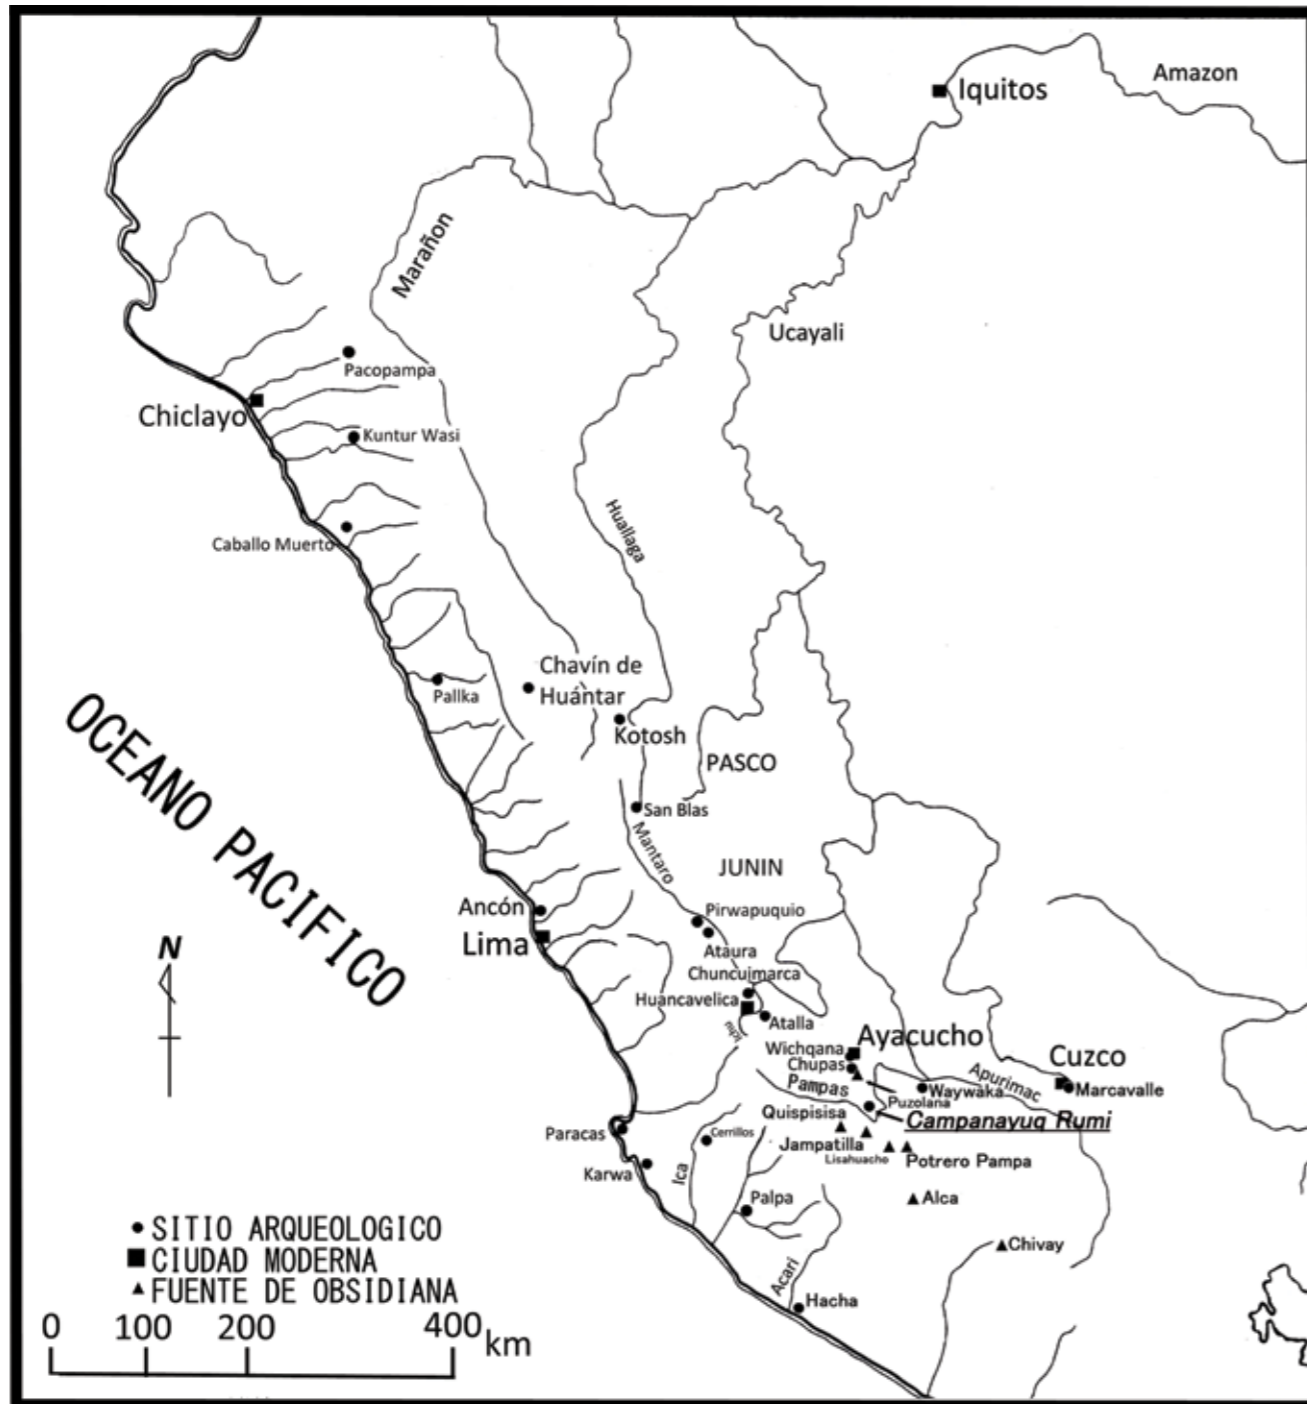 Amazon
Iquitos
Marañon
Ucayali
Pacopampa
Chiclayo
Kuntur Wasi
Huallaga
Caballo Muerto
Chavín de
Huántar
Pallka
Kotosh
OCEANO PACIFICO
PASCO
San Blas
Mantaro
JUNIN
Ancón
Pirwapuquio
Lima
Ataura
N
Chuncuimarca
Huancavelica
Atalla
Ichu
Ayacucho
Wichqana
Cuzco
Chupas
Apurimac
Pampas
Waywaka
Marcavalle
Puzolana
Quispisisa
Campanayuq Rumi
Paracas
Cerrillos
Jampatilla
Lisahuacho
Potrero Pampa
Karwa
Ica
Palpa
Alca
SITIO ARQUEOLOGICO
Chivay
CIUDAD MODERNA
Acarí
FUENTE DE OBSIDIANA
Hacha
0 100 200 400 km